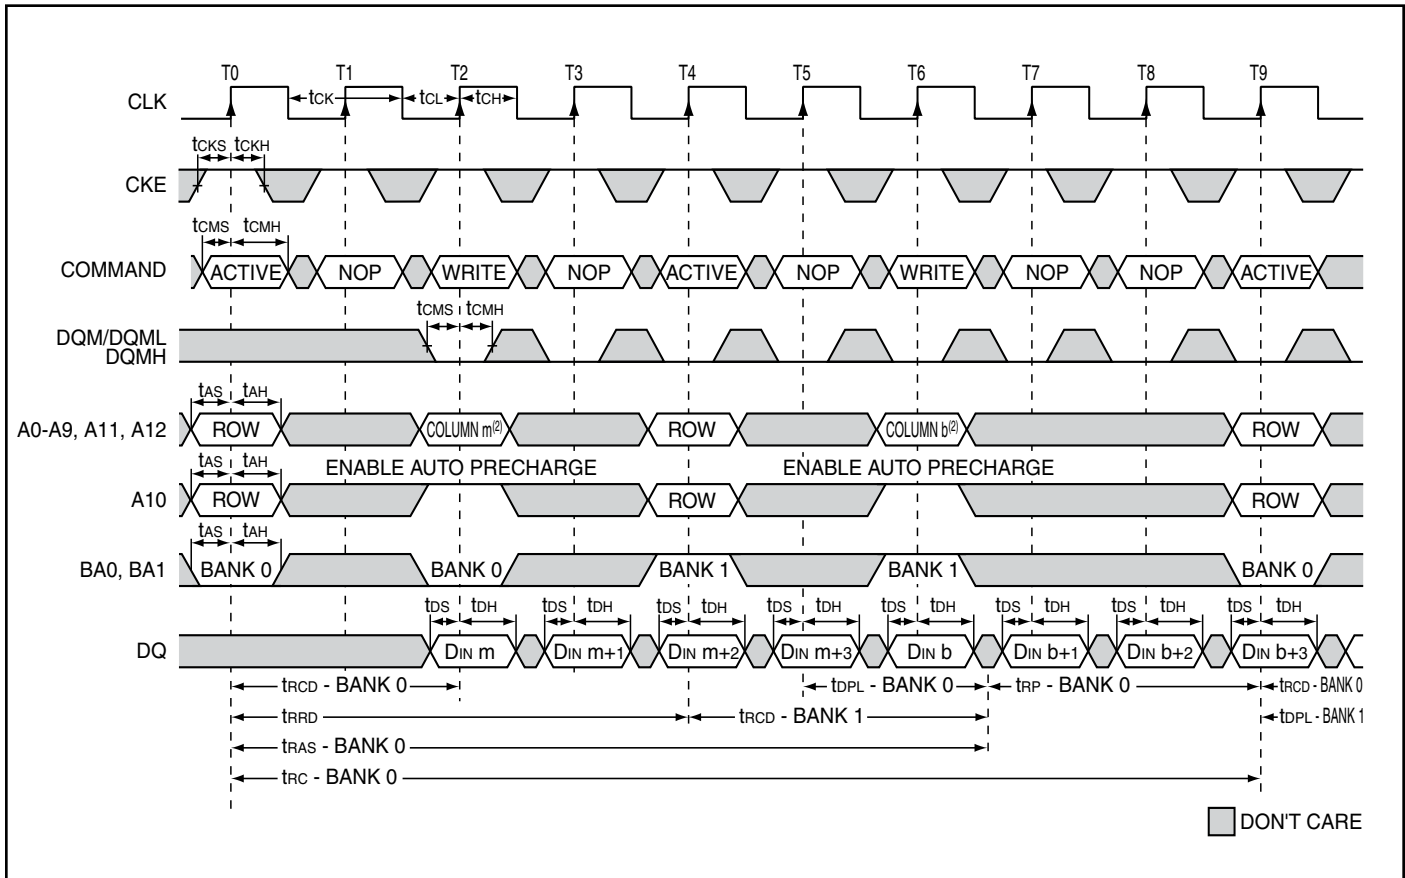 T0 T1 T2 T3 T4 T5 T6 T7 T8 T9
CLK tCK tCL tCH
tCKS tCKH
CKE
tCMS tCMH
COMMAND ACTIVE NOP WRITE NOP ACTIVE NOP WRITE NOP NOP ACTIVE
tCMS tCMH
DQM/DQML
DQMH
tAS tAH
A0-A9, A11, A12 ROW COLUMN m(2) ROW COLUMN b(2) ROW
tAS tAH ENABLE AUTO PRECHARGE ENABLE AUTO PRECHARGE
A10 ROW ROW ROW
tAS tAH
BA0, BA1 BANK 0 BANK 0 BANK 1 BANK 1 BANK 0
tDS tDH tDS tDH tDS tDH tDS tDH tDS tDH tDS tDH tDS tDH tDS tDH
DQ DIN m DIN m+1 DIN m+2 DIN m+3 DIN b DIN b+1 DIN b+2 DIN b+3
tRCD - BANK 0 tDPL - BANK 0 tRP - BANK 0 tRCD - BANK 0
tRRD tRCD - BANK 1 tDPL - BANK 1
tRAS - BANK 0
tRC - BANK 0
DON'T CARE